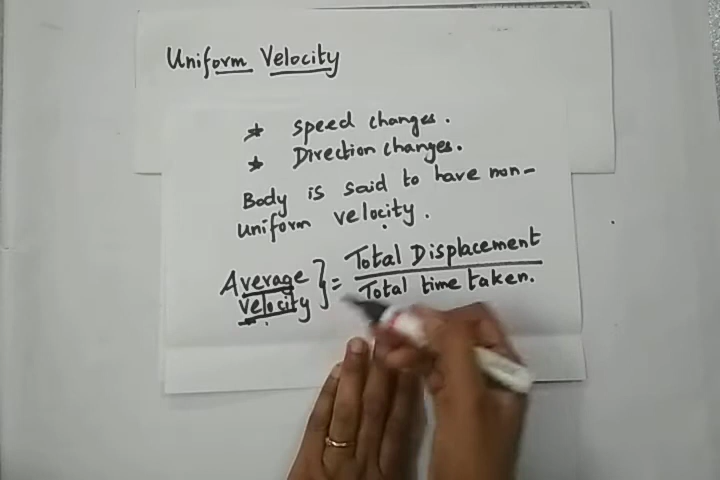 Uniform Velocity
* Speed changes.
* Direction changes.
Body is said to have non-
uniform velocity.
Average } = Total Displacement
Velocity Total time taken.